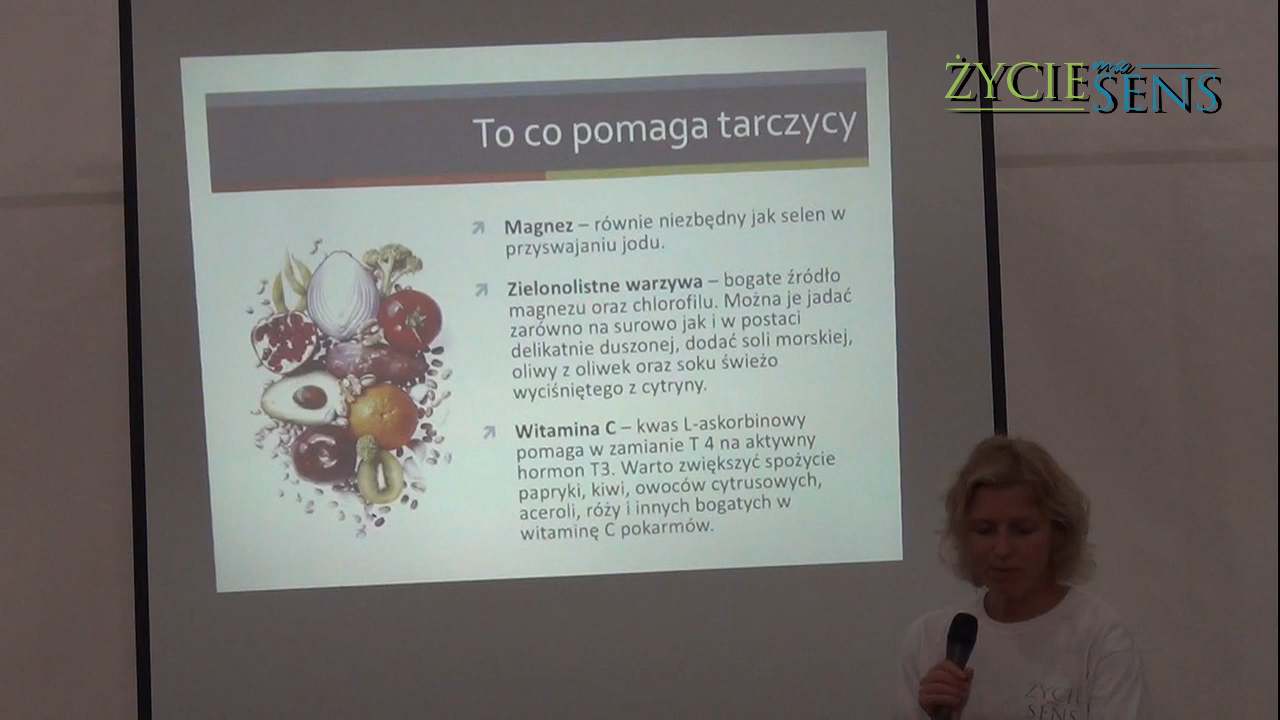 ŻYCIE ma SENS
To co pomaga tarczycy
Magnez – równie niezbędny jak selen w
przyswajaniu jodu.
Zielonolistne warzywa – bogate źródło
magnezu oraz chlorofilu. Można je jadać
zarówno na surowo jak i w postaci
delikatnie duszonej, dodać soli morskiej,
oliwy z oliwek oraz soku świeżo
wyciśniętego z cytryny.
Witamina C – kwas L-askorbinowy
pomaga w zamianie T 4 na aktywny
hormon T3. Warto zwiększyć spożycie
papryki, kiwi, owoców cytrusowych,
aceroli, róży i innych bogatych w
witaminę C pokarmów.
ŻYCIE
SENS